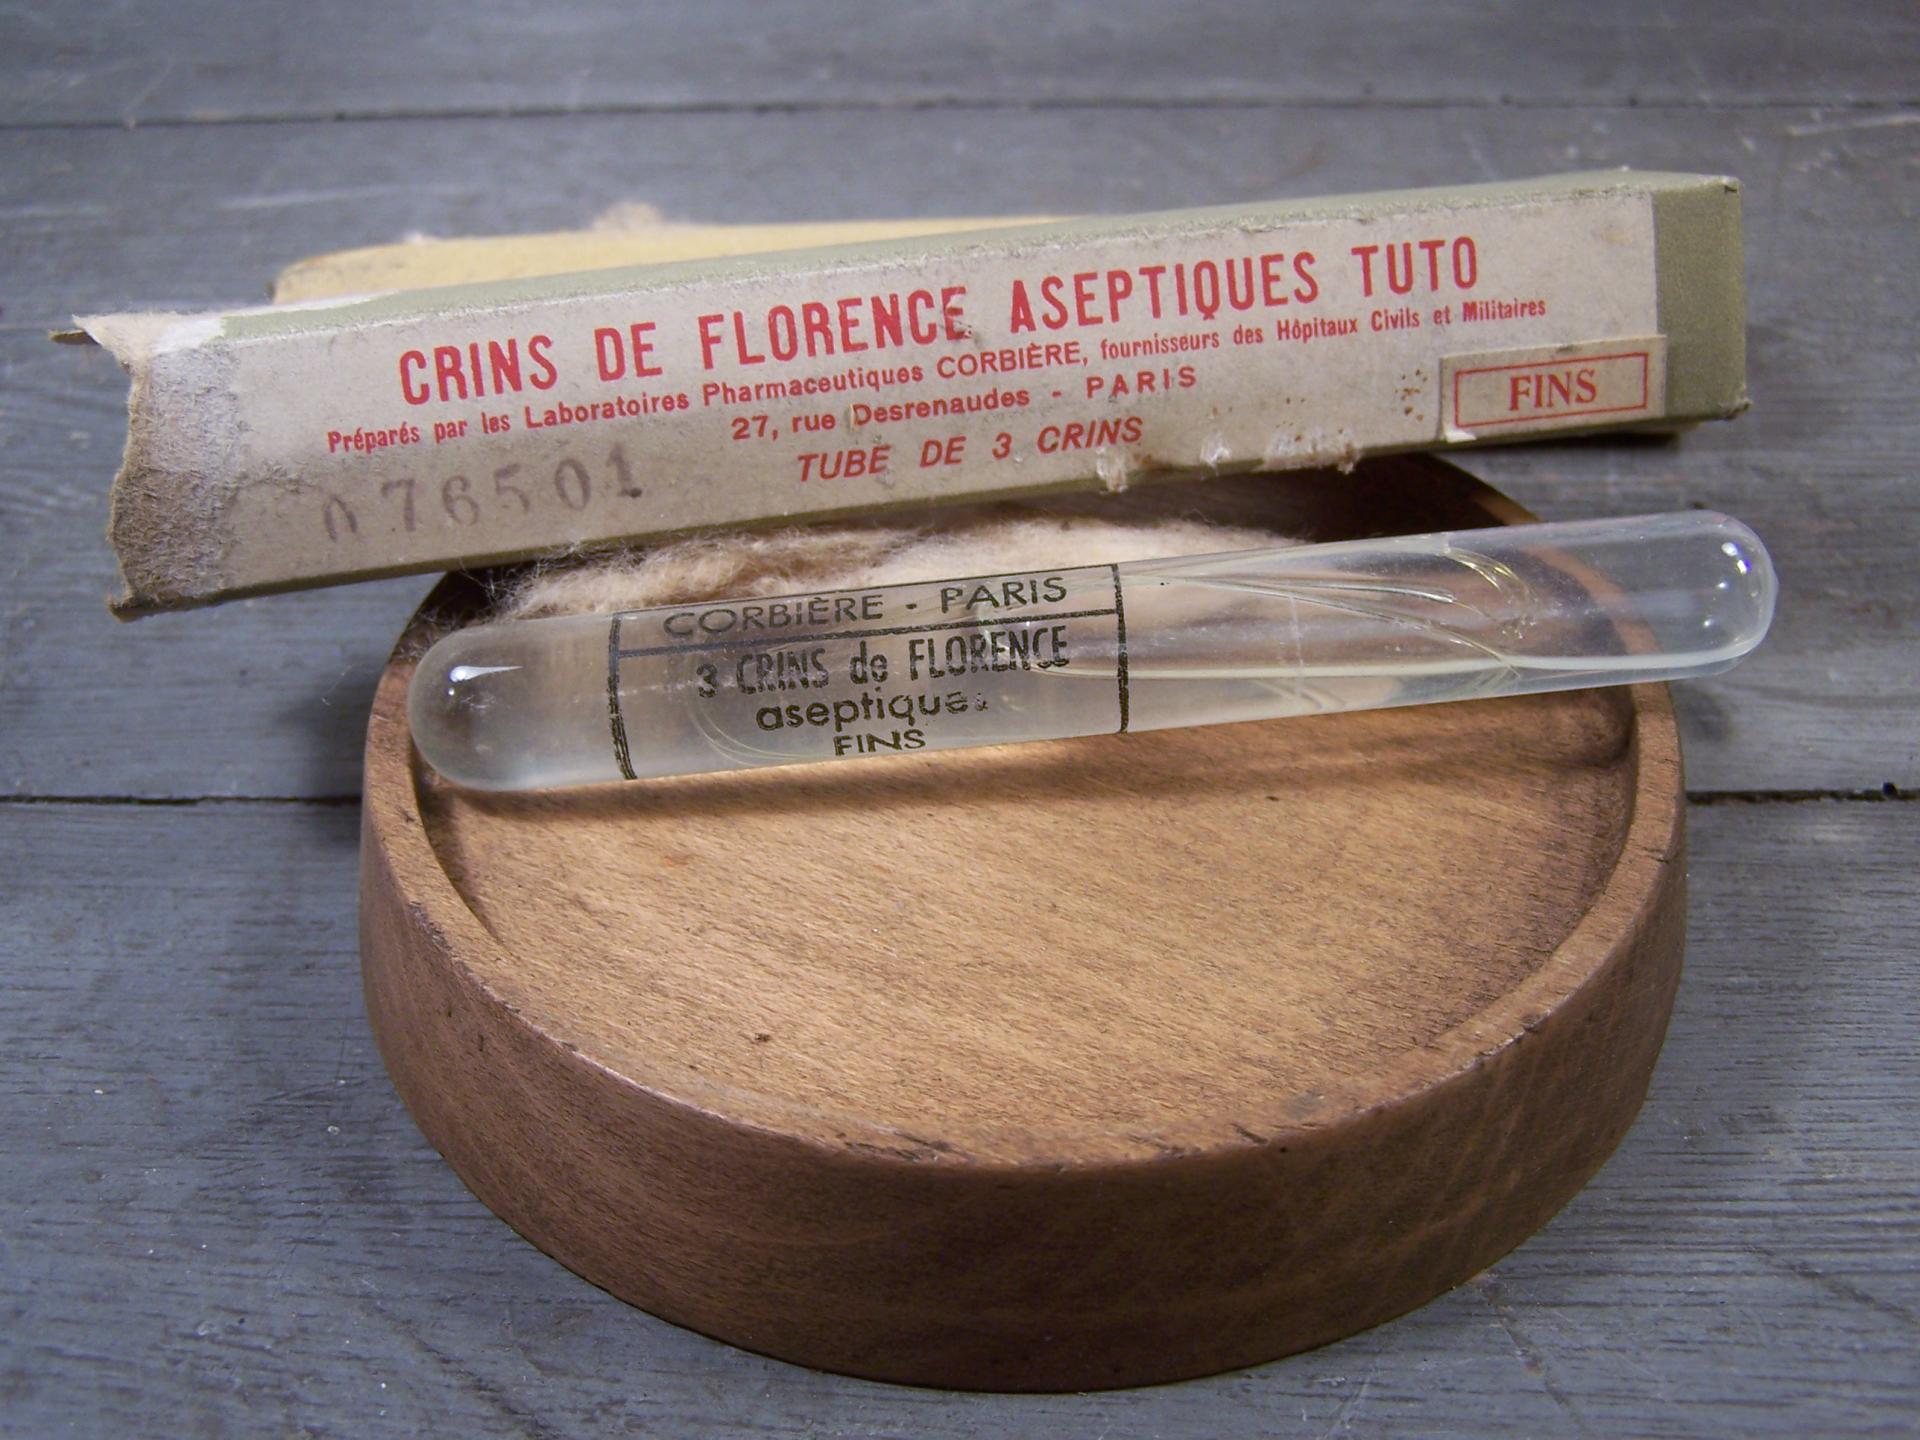 CRINS DE FLORENCE ASEPTIQUES TUTO
Préparés par les Laboratoires Pharmaceutiques CORBIÈRE, fournisseurs des Hôpitaux Civils et Militaires
27, rue Desrenaudes - PARIS
TUBE DE 3 CRINS
FINS
076501
CORBIÈRE - PARIS
3 CRINS de FLORENCE
aseptiques
FINS